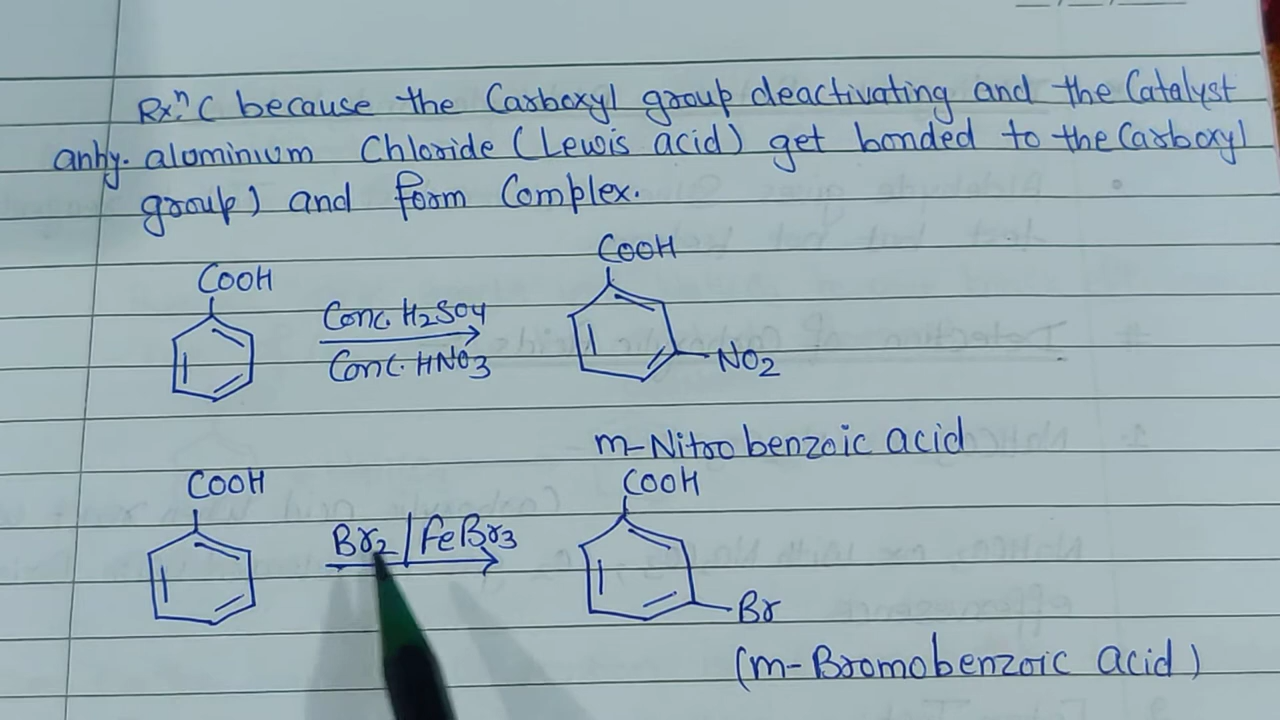 Rxⁿ. ( because the Carboxyl group deactivating and the Catalyst
anhy. aluminium Chloride (Lewis acid) get bonded to the Carboxyl
group) and form Complex.
COOH
COOH
Conc. H2SO4
Conc. HNO3
NO2
m-Nitro benzoic acid
COOH
COOH
Br2/FeBr3
Br
(m-Bromobenzoic acid)